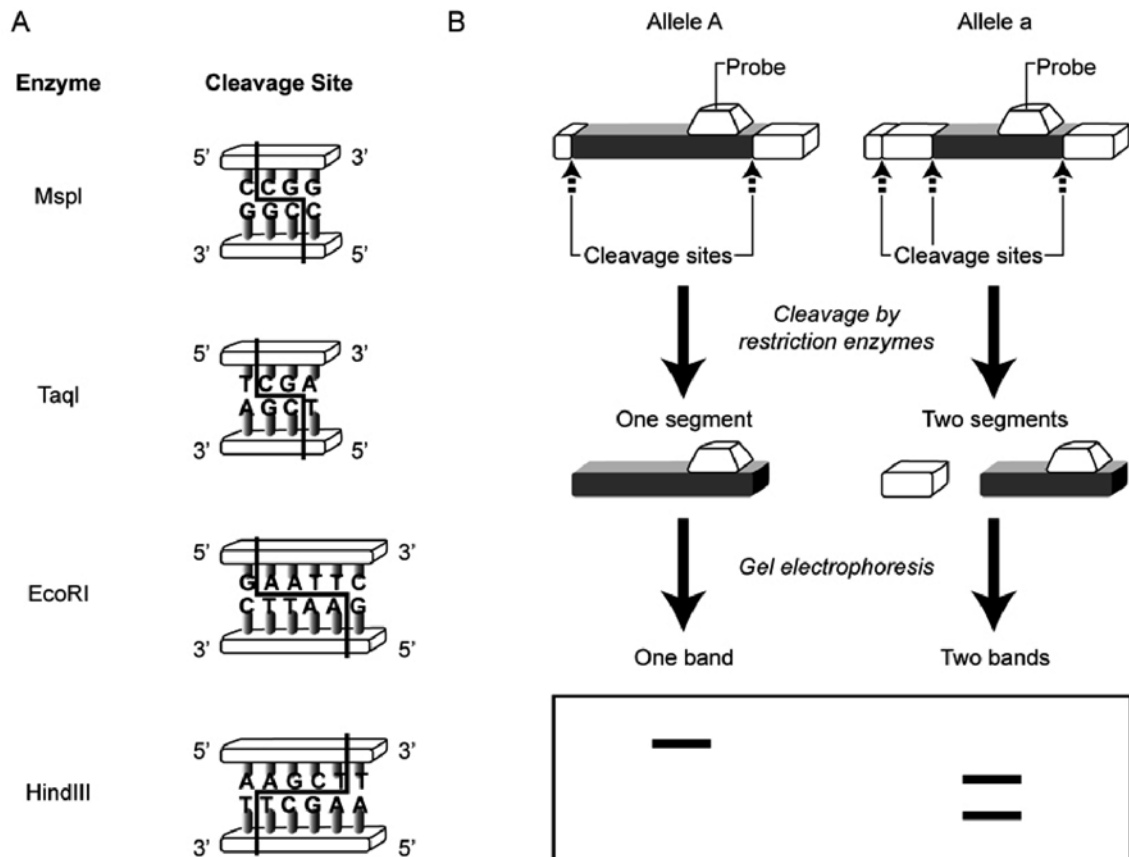 A
Enzyme Cleavage Site
MspI
5’ 3’
CCGG
GGCC
3’ 5’
TaqI
5’ 3’
TCGA
AGCT
3’ 5’
EcoRI
5’ 3’
GAATTC
CTTAAG
3’ 5’
HindIII
5’ 3’
AAGCTT
TTCGAA
3’ 5’
B
Allele A Allele a
Probe Probe
Cleavage sites Cleavage sites
Cleavage by
restriction enzymes
One segment Two segments
Gel electrophoresis
One band Two bands